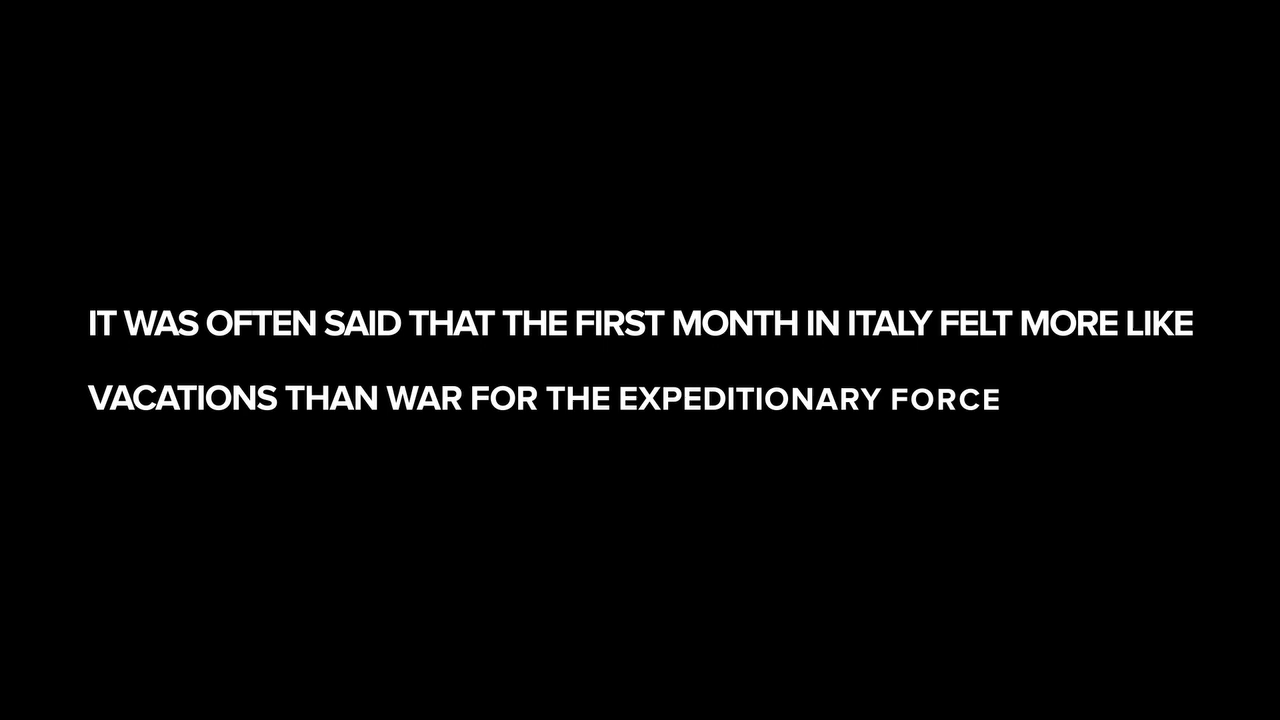 IT WAS OFTEN SAID THAT THE FIRST MONTH IN ITALY FELT MORE LIKE
VACATIONS THAN WAR FOR THE EXPEDITIONARY FORCE